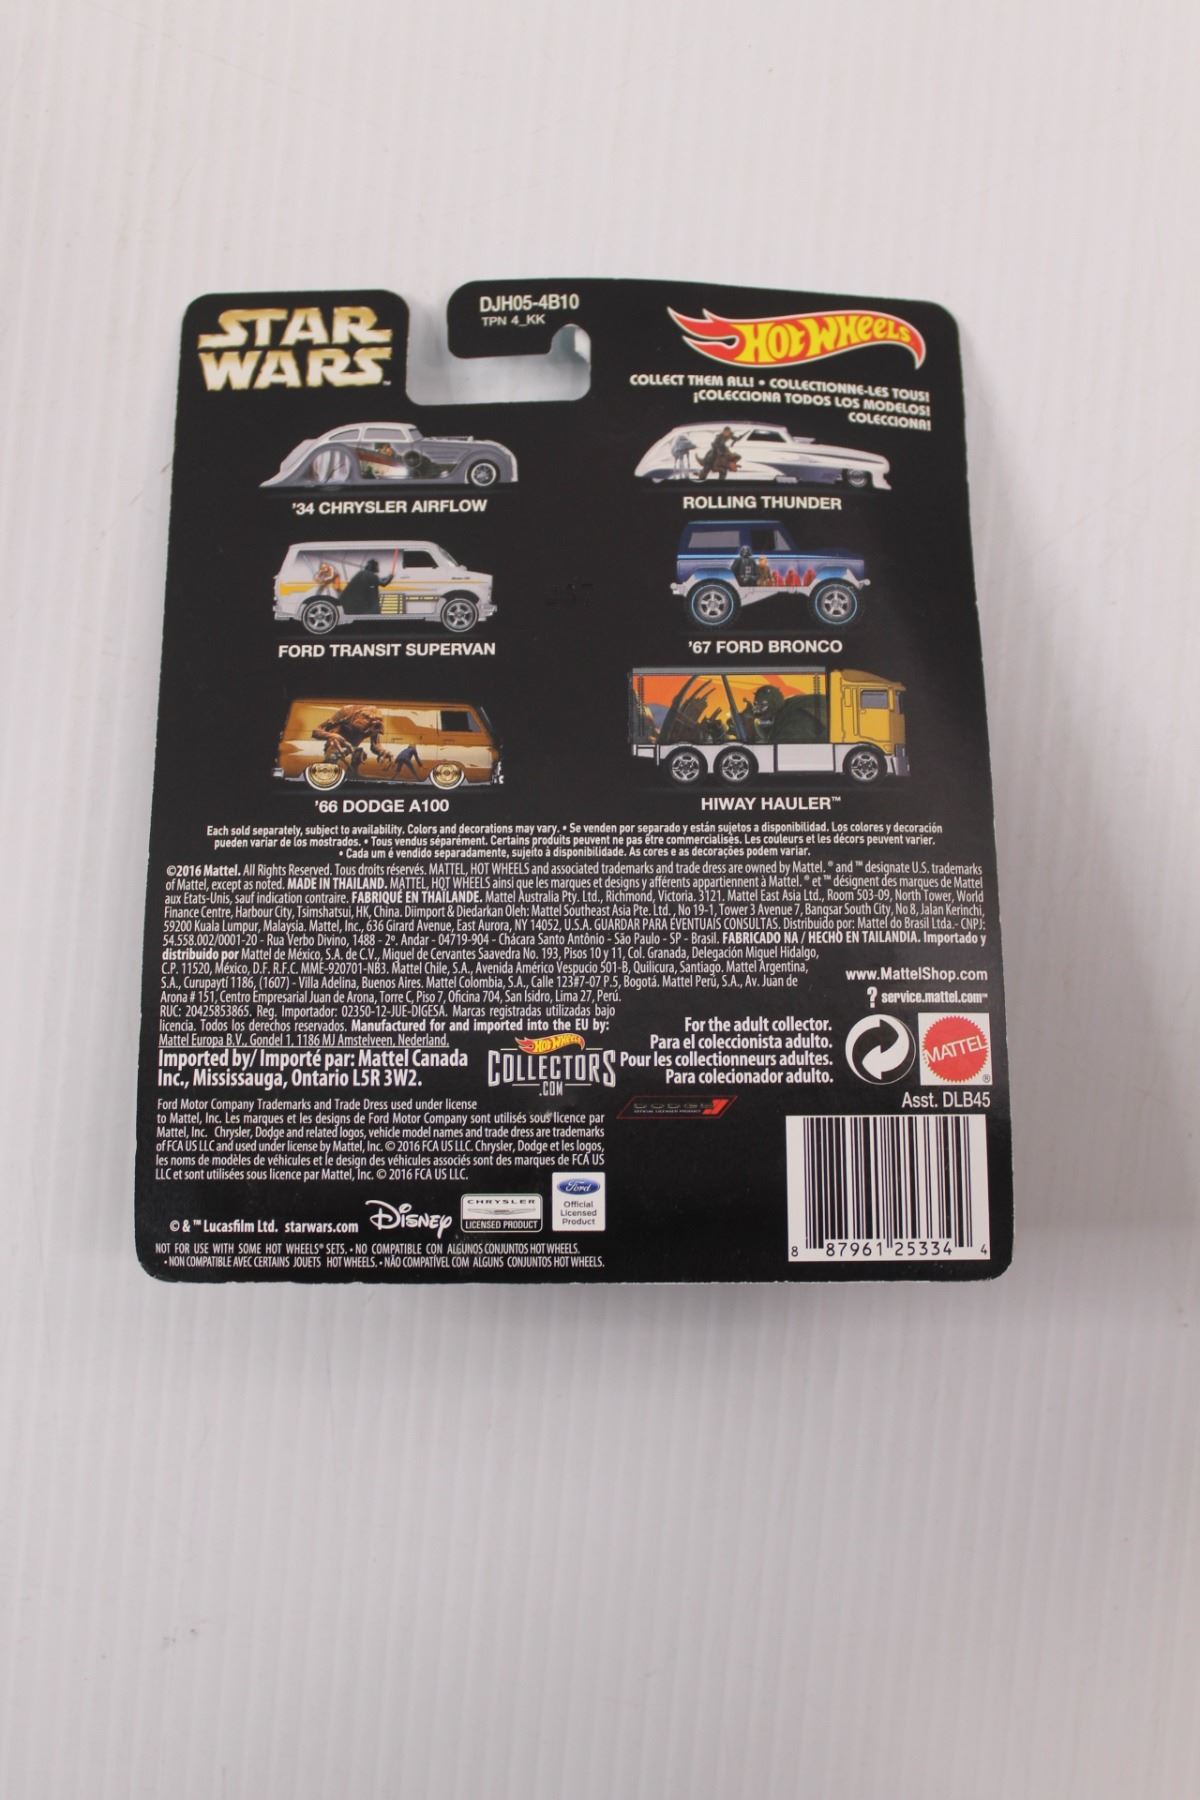 STAR
WARS
DJH05-4B10
TPN 4_KK
HOT WHEELS
COLLECT THEM ALL! • COLLECTIONNE-LES TOUS!
¡COLECCIONA TODOS LOS MODELOS!
COLECCIONA!
'34 CHRYSLER AIRFLOW
ROLLING THUNDER
FORD TRANSIT SUPERVAN
'67 FORD BRONCO
'66 DODGE A100
HIWAY HAULER™
Each sold separately, subject to availability. Colors and decorations may vary. • Se venden por separado y están sujetos a disponibilidad. Los colores y decoración
pueden variar de los mostrados. • Tous vendus séparément. Certains produits peuvent ne pas être commercialisés. Les couleurs et les décors peuvent varier.
• Cada um é vendido separadamente, sujeito à disponibilidade. As cores e as decorações podem variar.
©2016 Mattel. All Rights Reserved. Tous droits réservés. MATTEL, HOT WHEELS and associated trademarks and trade dress are owned by Mattel. ® and ™ designate U.S. trademarks
of Mattel, except as noted. MADE IN THAILAND. MATTEL, HOT WHEELS ainsi que les marques et designs y afférents appartiennent à Mattel. ® et ™ désignent des marques de Mattel
aux États-Unis, sauf indication contraire. FABRIQUÉ EN THAÏLANDE. Mattel Australia Pty. Ltd., Richmond, Victoria. 3121. Mattel East Asia Ltd., Room 503-09, North Tower, World
Finance Centre, Harbour City, Tsimshatsui, HK, China. Diimport & Diedarkan Oleh: Mattel Southeast Asia Pte. Ltd., No 19-1, Tower 3 Avenue 7, Bangsar South City, No 8, Jalan Kerinchi,
59200 Kuala Lumpur, Malaysia. Mattel, Inc., 636 Girard Avenue, East Aurora, NY 14052, U.S.A. GUARDAR PARA EVENTUAIS CONSULTAS. Distribuido por: Mattel do Brasil Ltda.- CNPJ:
54.558.002/0001-20 - Rua Verbo Divino, 1488 - 2º. Andar - 04719-904 - Chácara Santo Antônio - São Paulo - SP - Brasil. FABRICADO NA / HECHO EN TAILANDIA. Importado y
distribuido por Mattel de México, S.A. de C.V., Miguel de Cervantes Saavedra No. 193, Pisos 10 y 11, Col. Granada, Delegación Miguel Hidalgo,
C.P. 11520, México, D.F. R.F.C. MME-920701-NB3. Mattel Chile, S.A., Avenida Américo Vespucio 501-B, Quilicura, Santiago. Mattel Argentina,
S.A., Curupaytí 1186, (1607) - Villa Adelina, Buenos Aires. Mattel Colombia, S.A., Calle 123#7-07 P.5, Bogotá. Mattel Perú, S.A., Av. Juan de
Arona # 151, Centro Empresarial Juan de Arona, Torre C, Piso 7, Oficina 704, San Isidro, Lima 27, Perú.
RUC: 20425853865. Reg. Importador: 02350-12-JUE-DIGESA. Marcas registradas utilizadas bajo
licencia. Todos los derechos reservados. Manufactured for and imported into the EU by:
Mattel Europa B.V., Gondel 1, 1186 MJ Amstelveen, Nederland.
Imported by/ Importé par: Mattel Canada
Inc., Mississauga, Ontario L5R 3W2.
www.MattelShop.com
? service.mattel.com™
HOT WHEELS
COLLECTORS
.COM
For the adult collector.
Para el coleccionista adulto.
Pour les collectionneurs adultes.
Para colecionador adulto.
MATTEL
®
Asst. DLB45
DODGE
OFFICIAL LICENSED PRODUCT
Ford Motor Company Trademarks and Trade Dress used under license
to Mattel, Inc. Les marques et les designs de Ford Motor Company sont utilisés sous licence par
Mattel, Inc. Chrysler, Dodge and related logos, vehicle model names and trade dress are trademarks
of FCA US LLC and used under license by Mattel, Inc. © 2016 FCA US LLC. Chrysler, Dodge et les logos,
les noms de modèles de véhicules et le design des véhicules associés sont des marques de FCA US
LLC et sont utilisées sous licence par Mattel, Inc. © 2016 FCA US LLC.
© & ™ Lucasfilm Ltd. starwars.com
Disney
CHRYSLER
LICENSED PRODUCT
Ford
Official
Licensed
Product
NOT FOR USE WITH SOME HOT WHEELS® SETS. • NO COMPATIBLE CON ALGUNOS CONJUNTOS HOT WHEELS.
• NON COMPATIBLE AVEC CERTAINS JOUETS HOT WHEELS. • NÃO COMPATÍVEL COM ALGUNS CONJUNTOS HOT WHEELS.
8 87961 25334 4